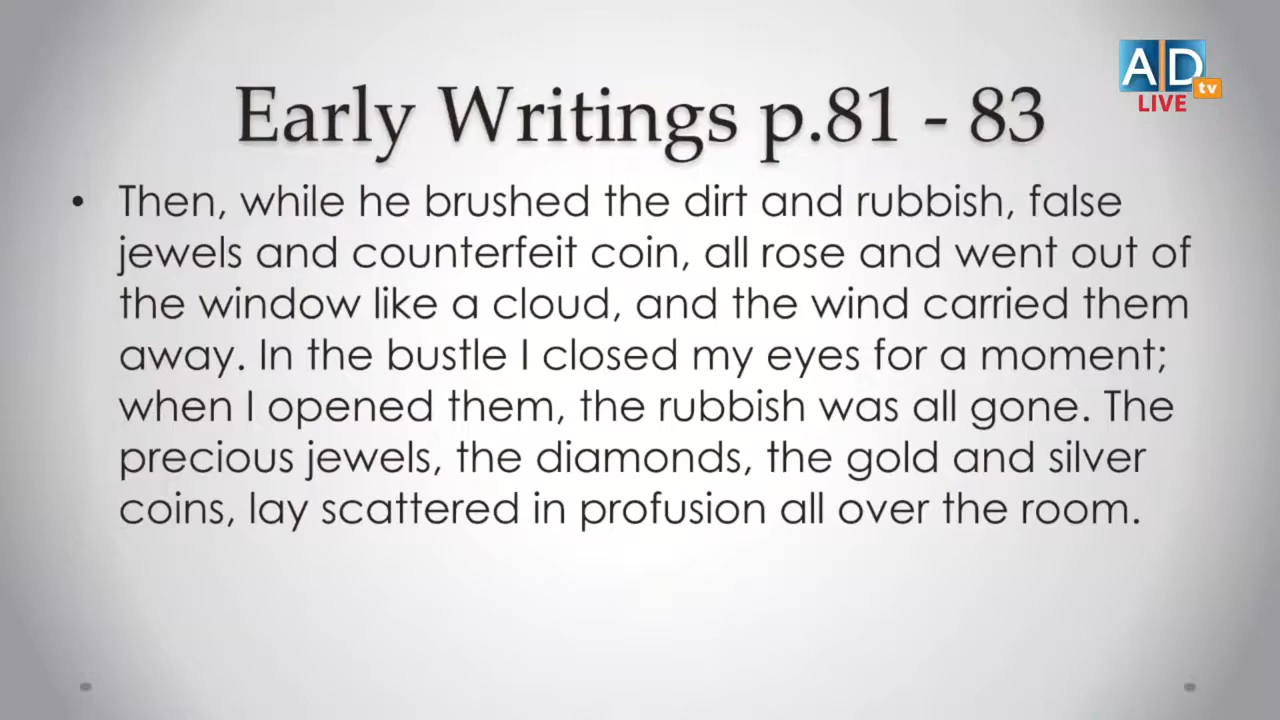 A|D tv
LIVE
Early Writings p.81 - 83
• Then, while he brushed the dirt and rubbish, false
jewels and counterfeit coin, all rose and went out of
the window like a cloud, and the wind carried them
away. In the bustle I closed my eyes for a moment;
when I opened them, the rubbish was all gone. The
precious jewels, the diamonds, the gold and silver
coins, lay scattered in profusion all over the room.